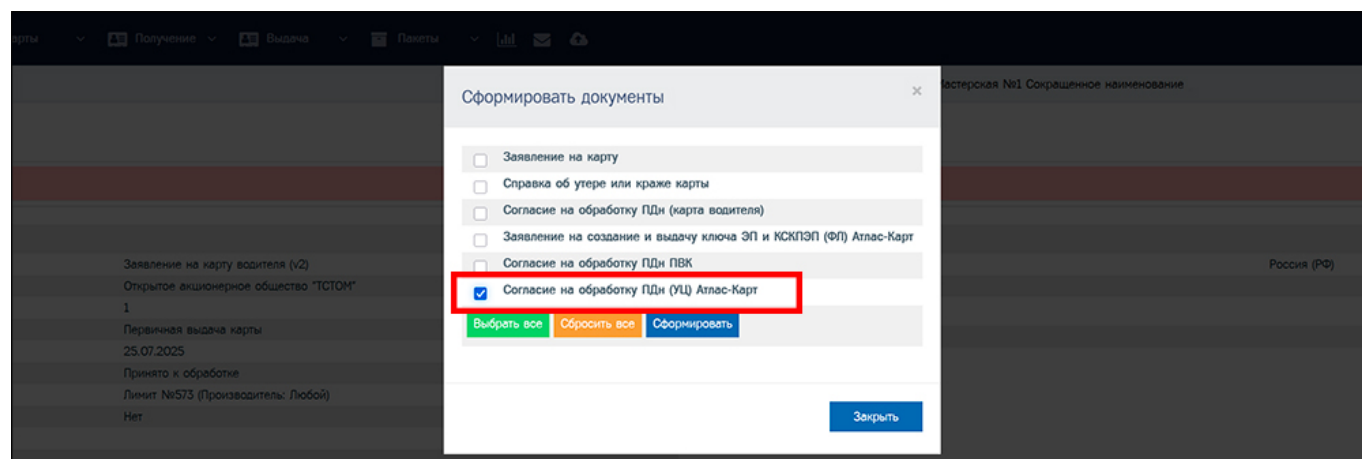 арты Получение Выдача Пакеты
Мастерская №1 Сокращенное наименование
Сформировать документы ×
Заявление на карту
Справка об утере или краже карты
Согласие на обработку ПДн (карта водителя)
Заявление на создание и выдачу ключа ЭП и КСКПЭП (ФЛ) Атлас-Карт
Согласие на обработку ПДн ПВК
Согласие на обработку ПДн (УЦ) Атлас-Карт
Выбрать все Сбросить все Сформировать
Закрыть
Заявление на карту водителя (v2) Россия (РФ)
Открытое акционерное общество "ТСТОМ"
1
Первичная выдача карты
25.07.2025
Принято к обработке
Лимит №573 (Производитель: Любой)
Нет